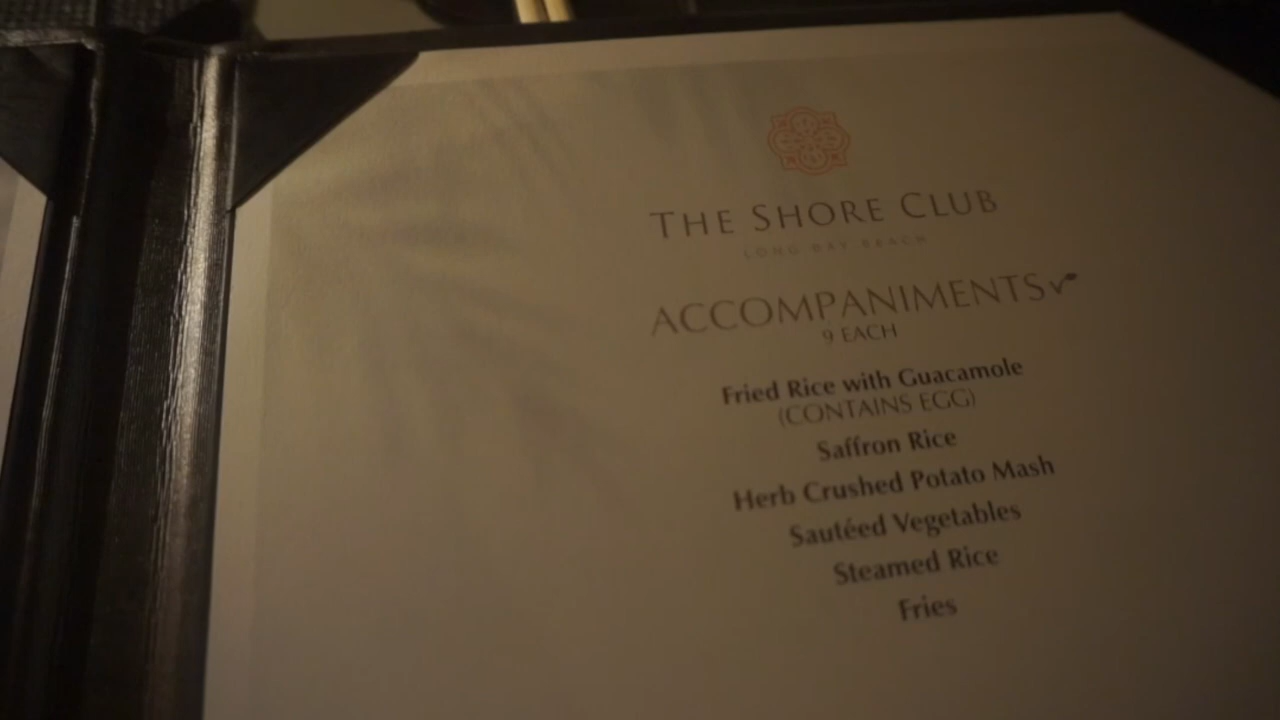 THE SHORE CLUB
LONG BAY BEACH
ACCOMPANIMENTS
9 EACH
Fried Rice with Guacamole
(CONTAINS EGG)
Saffron Rice
Herb Crushed Potato Mash
Sautéed Vegetables
Steamed Rice
Fries